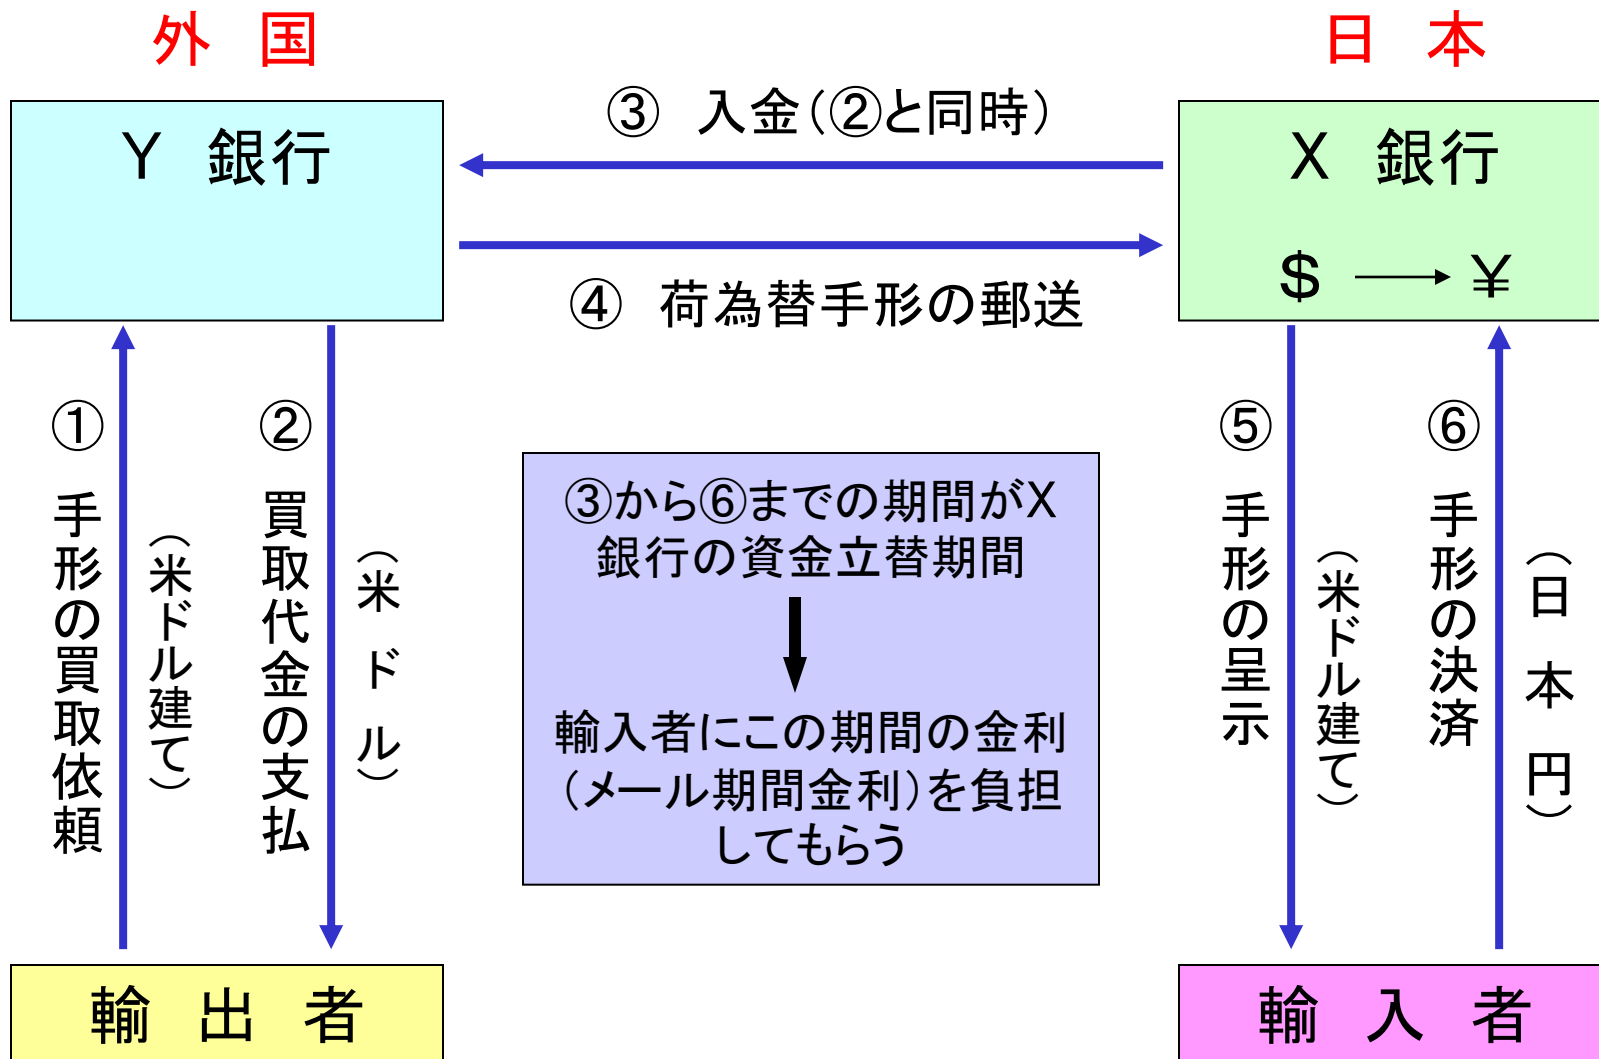 外 国
日 本
Y 銀行
③ 入金（②と同時）
X 銀行
$ ¥
④ 荷為替手形の郵送
① 手形の買取依頼
（米ドル建て）
② 買取代金の支払
（米ドル）
③から⑥までの期間がX
銀行の資金立替期間
輸入者にこの期間の金利
（メール期間金利）を負担
してもらう
⑤ 手形の呈示
（米ドル建て）
⑥ 手形の決済
（日本円）
輸 出 者
輸 入 者